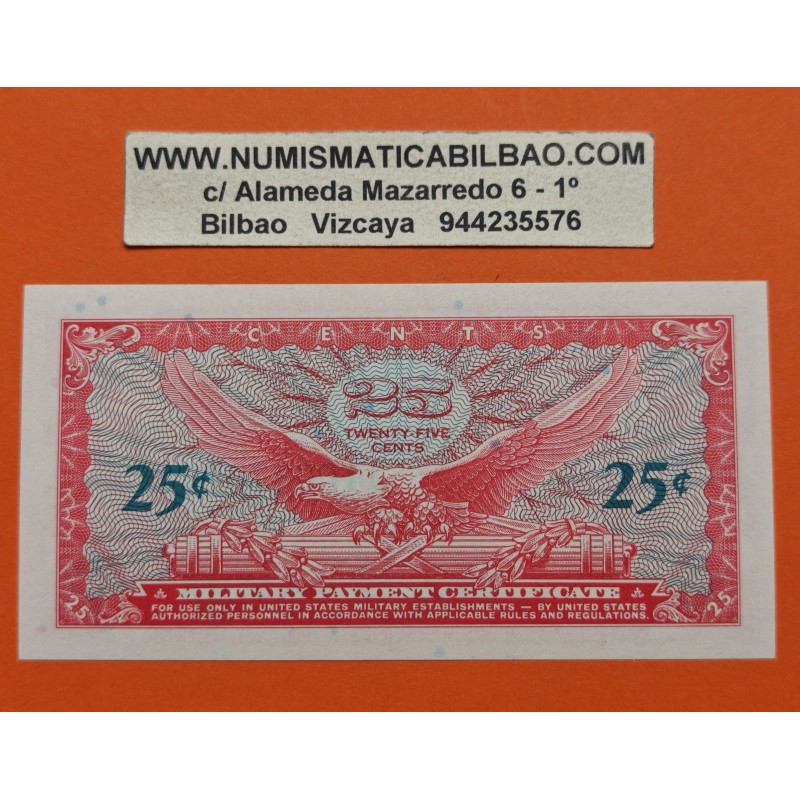 WWW.NUMISMATICABILBAO.COM
c/ Alameda Mazarredo 6 - 1º
Bilbao Vizcaya 944235576
CENTS
25
TWENTY-FIVE
CENTS
25¢ 25¢
MILITARY PAYMENT CERTIFICATE
25 FOR USE ONLY IN UNITED STATES MILITARY ESTABLISHMENTS — BY UNITED STATES 25
AUTHORIZED PERSONNEL IN ACCORDANCE WITH APPLICABLE RULES AND REGULATIONS.